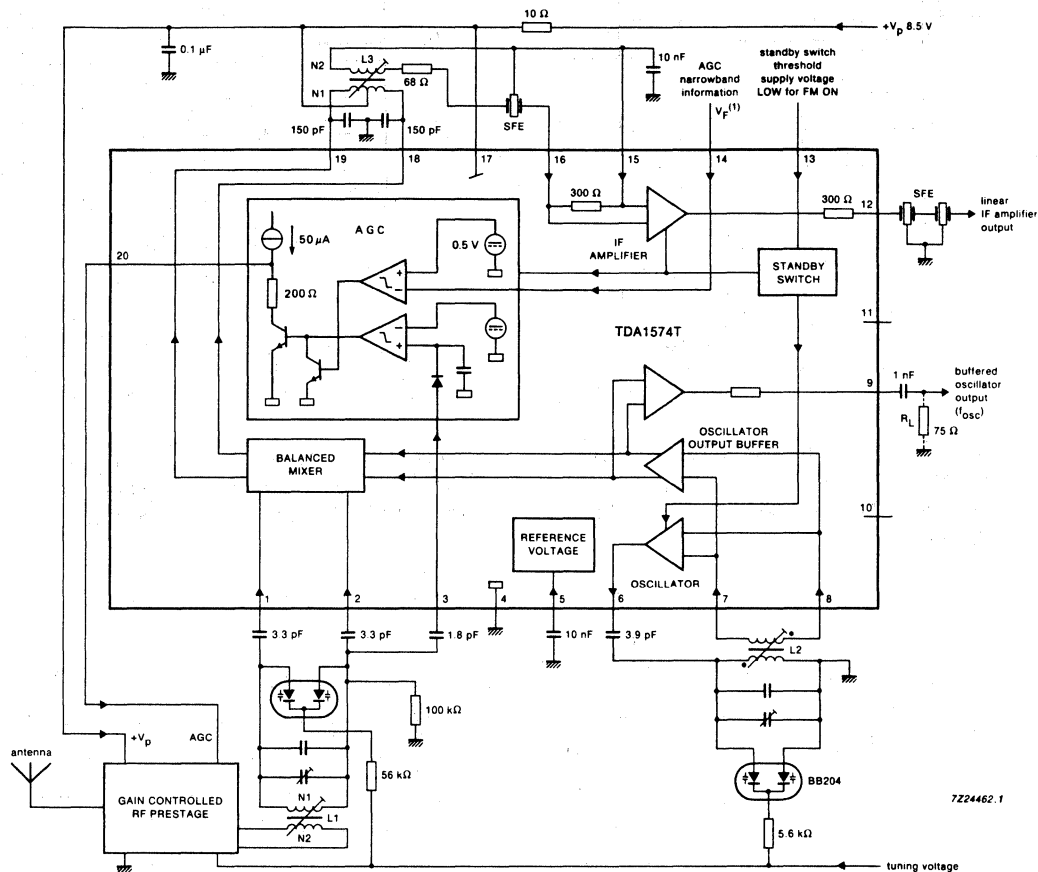 10 Ω
+Vp 8.5 V
0.1 µF
N2
L3
68 Ω
N1
SFE
10 nF
AGC
narrowband
information
VF(1)
standby switch
threshold
supply voltage
LOW for FM ON
150 pF
150 pF
19
18
17
16
15
14
13
300 Ω
300 Ω
12
SFE
linear
IF amplifier
output
AGC
50 µA
0.5 V
IF
AMPLIFIER
STANDBY
SWITCH
20
200 Ω
TDA1574T
11
1 nF
9
buffered
oscillator
output
(fosc)
RL
75 Ω
OSCILLATOR
OUTPUT BUFFER
BALANCED
MIXER
10
REFERENCE
VOLTAGE
OSCILLATOR
1
2
3
4
5
6
7
8
3.3 pF
3.3 pF
1.8 pF
10 nF
3.9 pF
L2
100 kΩ
+Vp
AGC
antenna
56 kΩ
BB204
GAIN CONTROLLED
RF PRESTAGE
N1
L1
N2
5.6 kΩ
7Z24462.1
tuning voltage